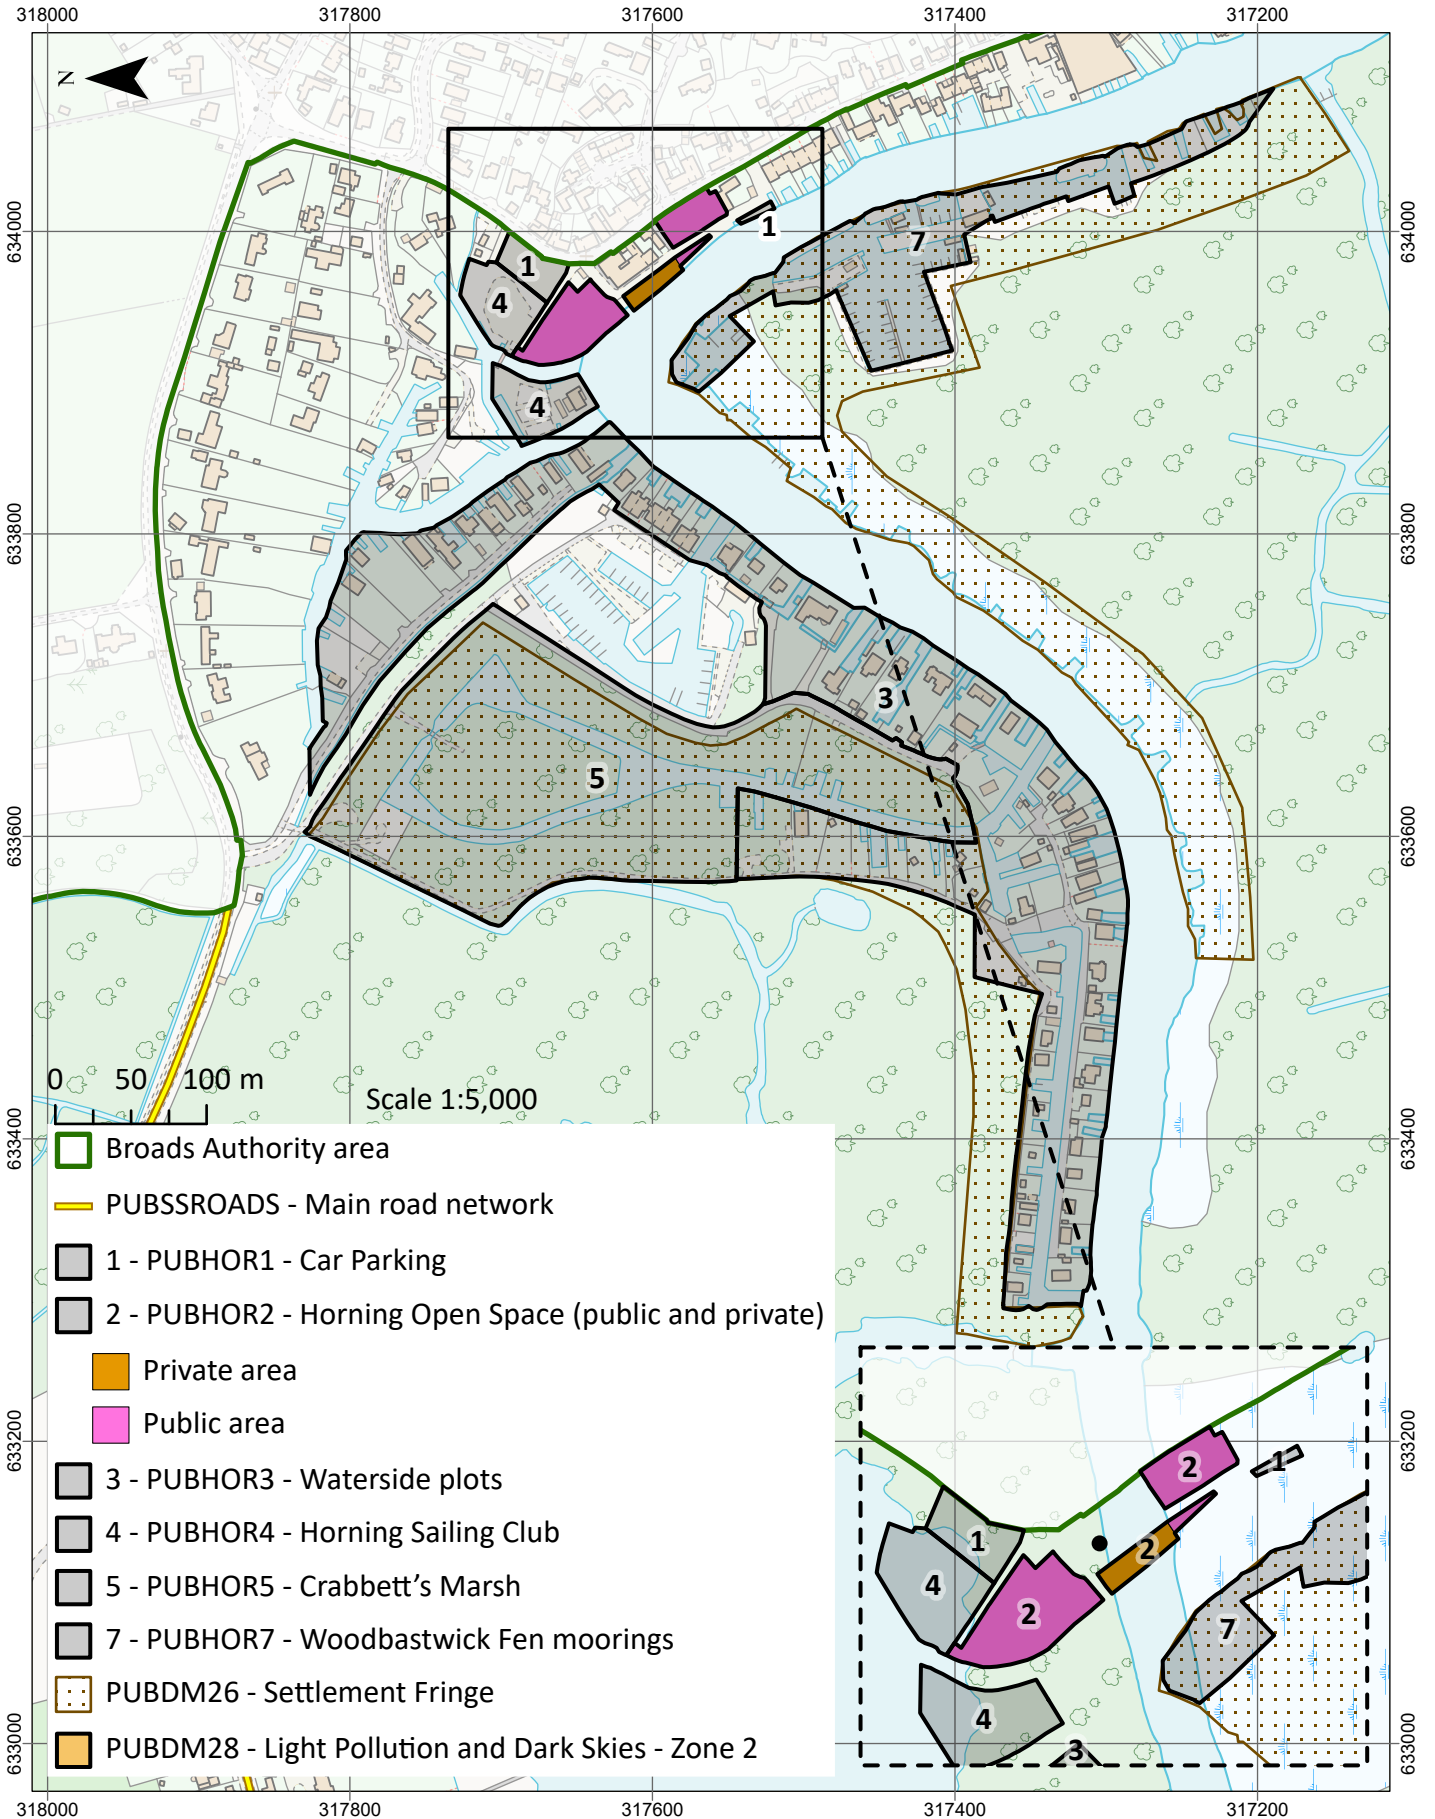 318000 317800 317600 317400 317200
N
634000 634000
633800 633800
633600 633600
633400 633400
633200 633200
633000 633000
1
1
4
4
7
3
5
0 50 100 m
Scale 1:5,000
Broads Authority area
PUBSSROADS - Main road network
1 - PUBHOR1 - Car Parking
2 - PUBHOR2 - Horning Open Space (public and private)
Private area
Public area
3 - PUBHOR3 - Waterside plots
4 - PUBHOR4 - Horning Sailing Club
5 - PUBHOR5 - Crabbett’s Marsh
7 - PUBHOR7 - Woodbastwick Fen moorings
PUBDM26 - Settlement Fringe
PUBDM28 - Light Pollution and Dark Skies - Zone 2
2
1
1
2
4
2
7
4
3
318000 317800 317600 317400 317200